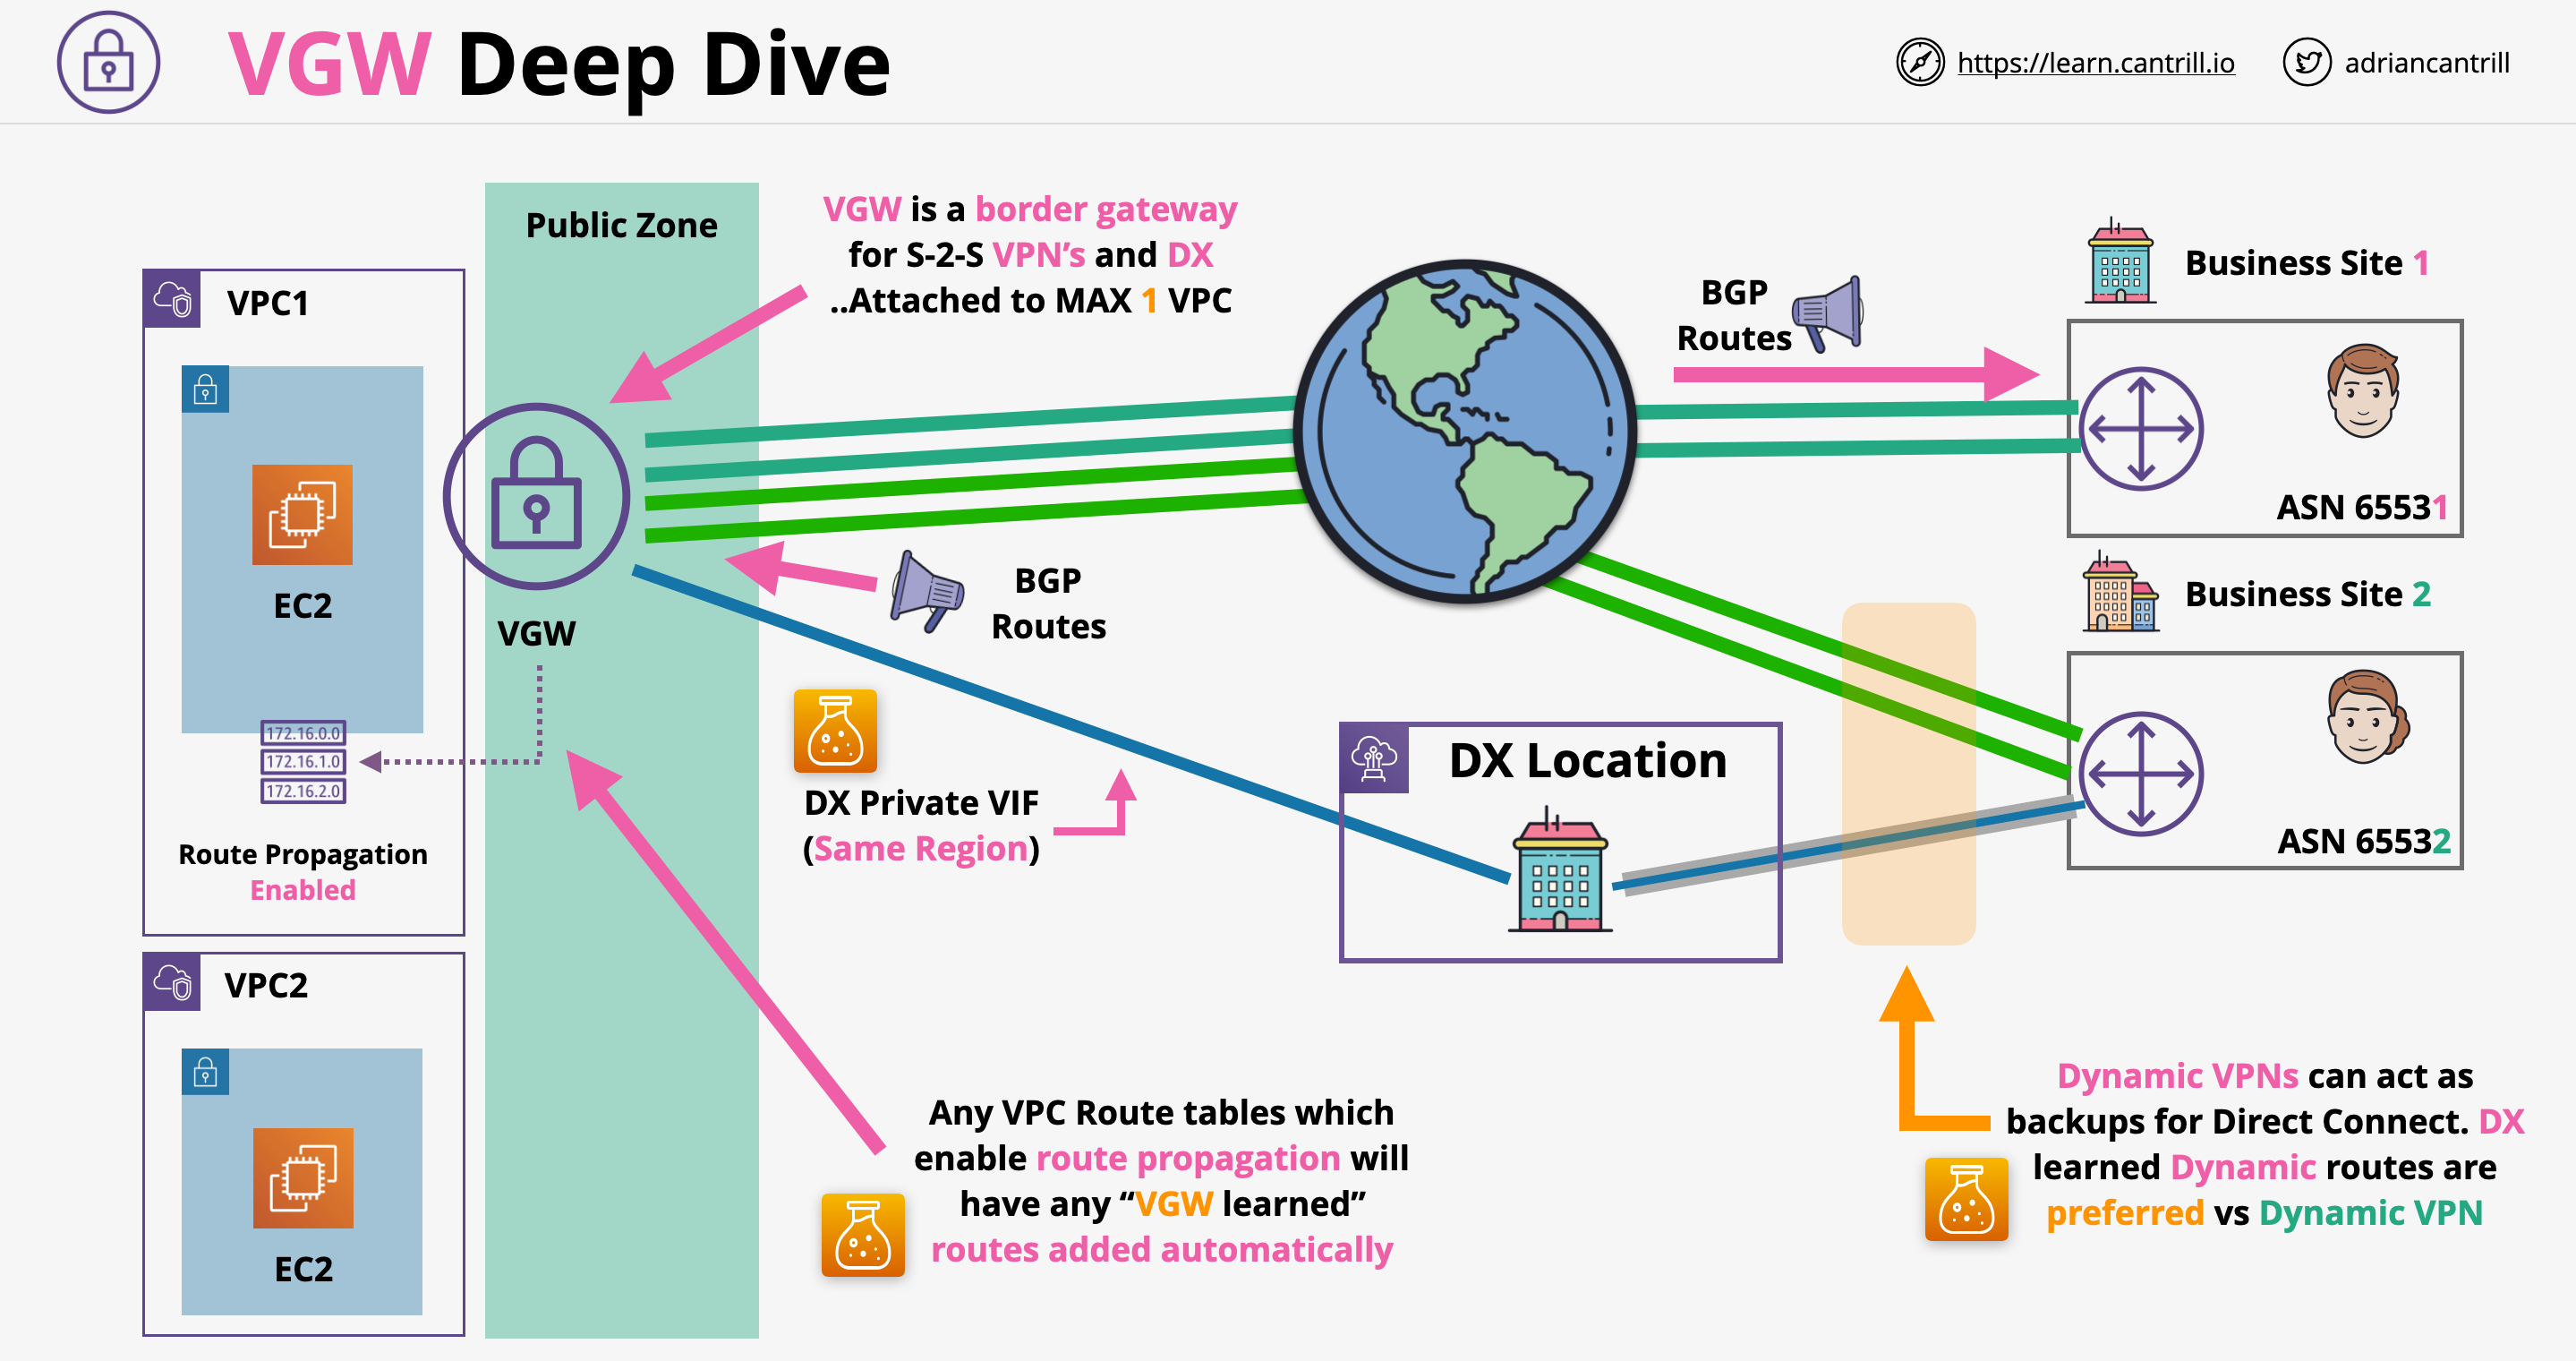 VGW Deep Dive
https://learn.cantrill.io
adriancantrill
Public Zone
VGW is a border gateway
for S-2-S VPN’s and DX
..Attached to MAX 1 VPC
VPC1
EC2
VGW
172.16.0.0
172.16.1.0
172.16.2.0
Route Propagation
Enabled
VPC2
EC2
BGP
Routes
BGP
Routes
Business Site 1
ASN 65531
Business Site 2
ASN 65532
DX Private VIF
(Same Region)
DX Location
Any VPC Route tables which
enable route propagation will
have any “VGW learned”
routes added automatically
Dynamic VPNs can act as
backups for Direct Connect. DX
learned Dynamic routes are
preferred vs Dynamic VPN